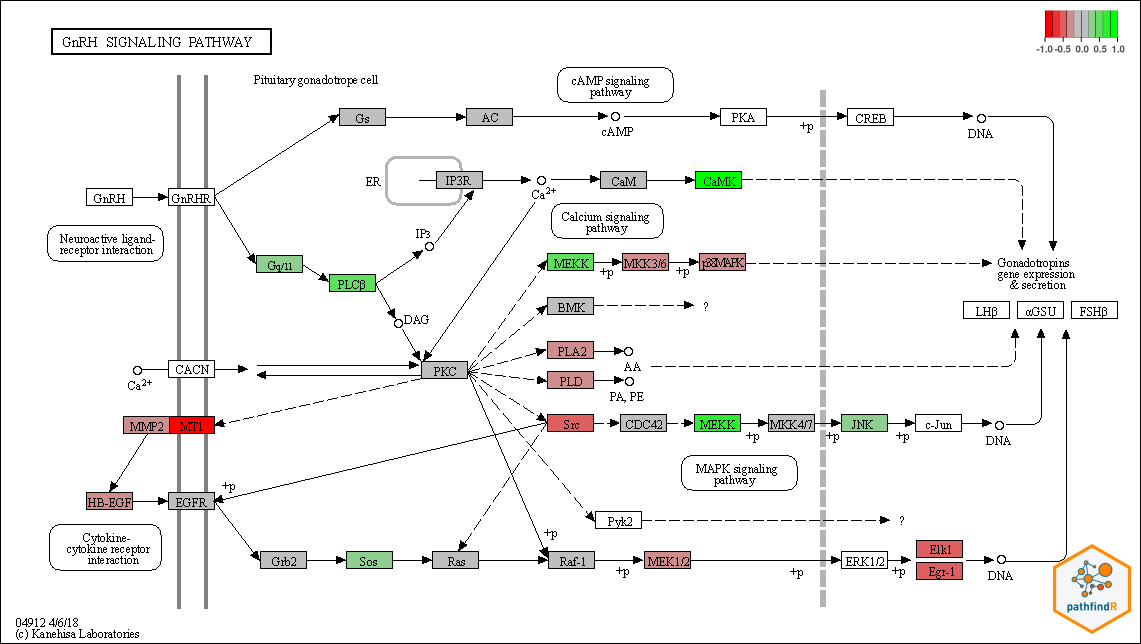 GnRH SIGNALING PATHWAY
-1.0 -0.5 0.0 0.5 1.0
Pituitary gonadotrope cell
cAMP signaling
pathway
Gs
AC
cAMP
PKA
+p
CREB
DNA
ER
IP3R
Ca2+
CaM
CaMK
GnRH
GnRHR
Neuroactive ligand-
receptor interaction
Calcium signaling
pathway
IP3
Gq/11
PLCβ
MEKK
+p
MKK3/6
+p
p38MAPK
Gonadotropins
gene expression
& secretion
DAG
BMK
?
LHβ
αGSU
FSHβ
PLA2
AA
Ca2+
CACN
PKC
PLD
PA, PE
MMP2
MT1
Src
CDC42
MEKK
+p
MKK4/7
+p
JNK
+p
c-Jun
DNA
MAPK signaling
pathway
HB-EGF
+p
EGFR
Pyk2
?
Cytokine-
cytokine receptor
interaction
Grb2
Sos
Ras
+p
Raf-1
+p
MEK1/2
+p
ERK1/2
+p
Elk1
Egr-1
DNA
pathfindR
04912 4/6/18
(c) Kanehisa Laboratories